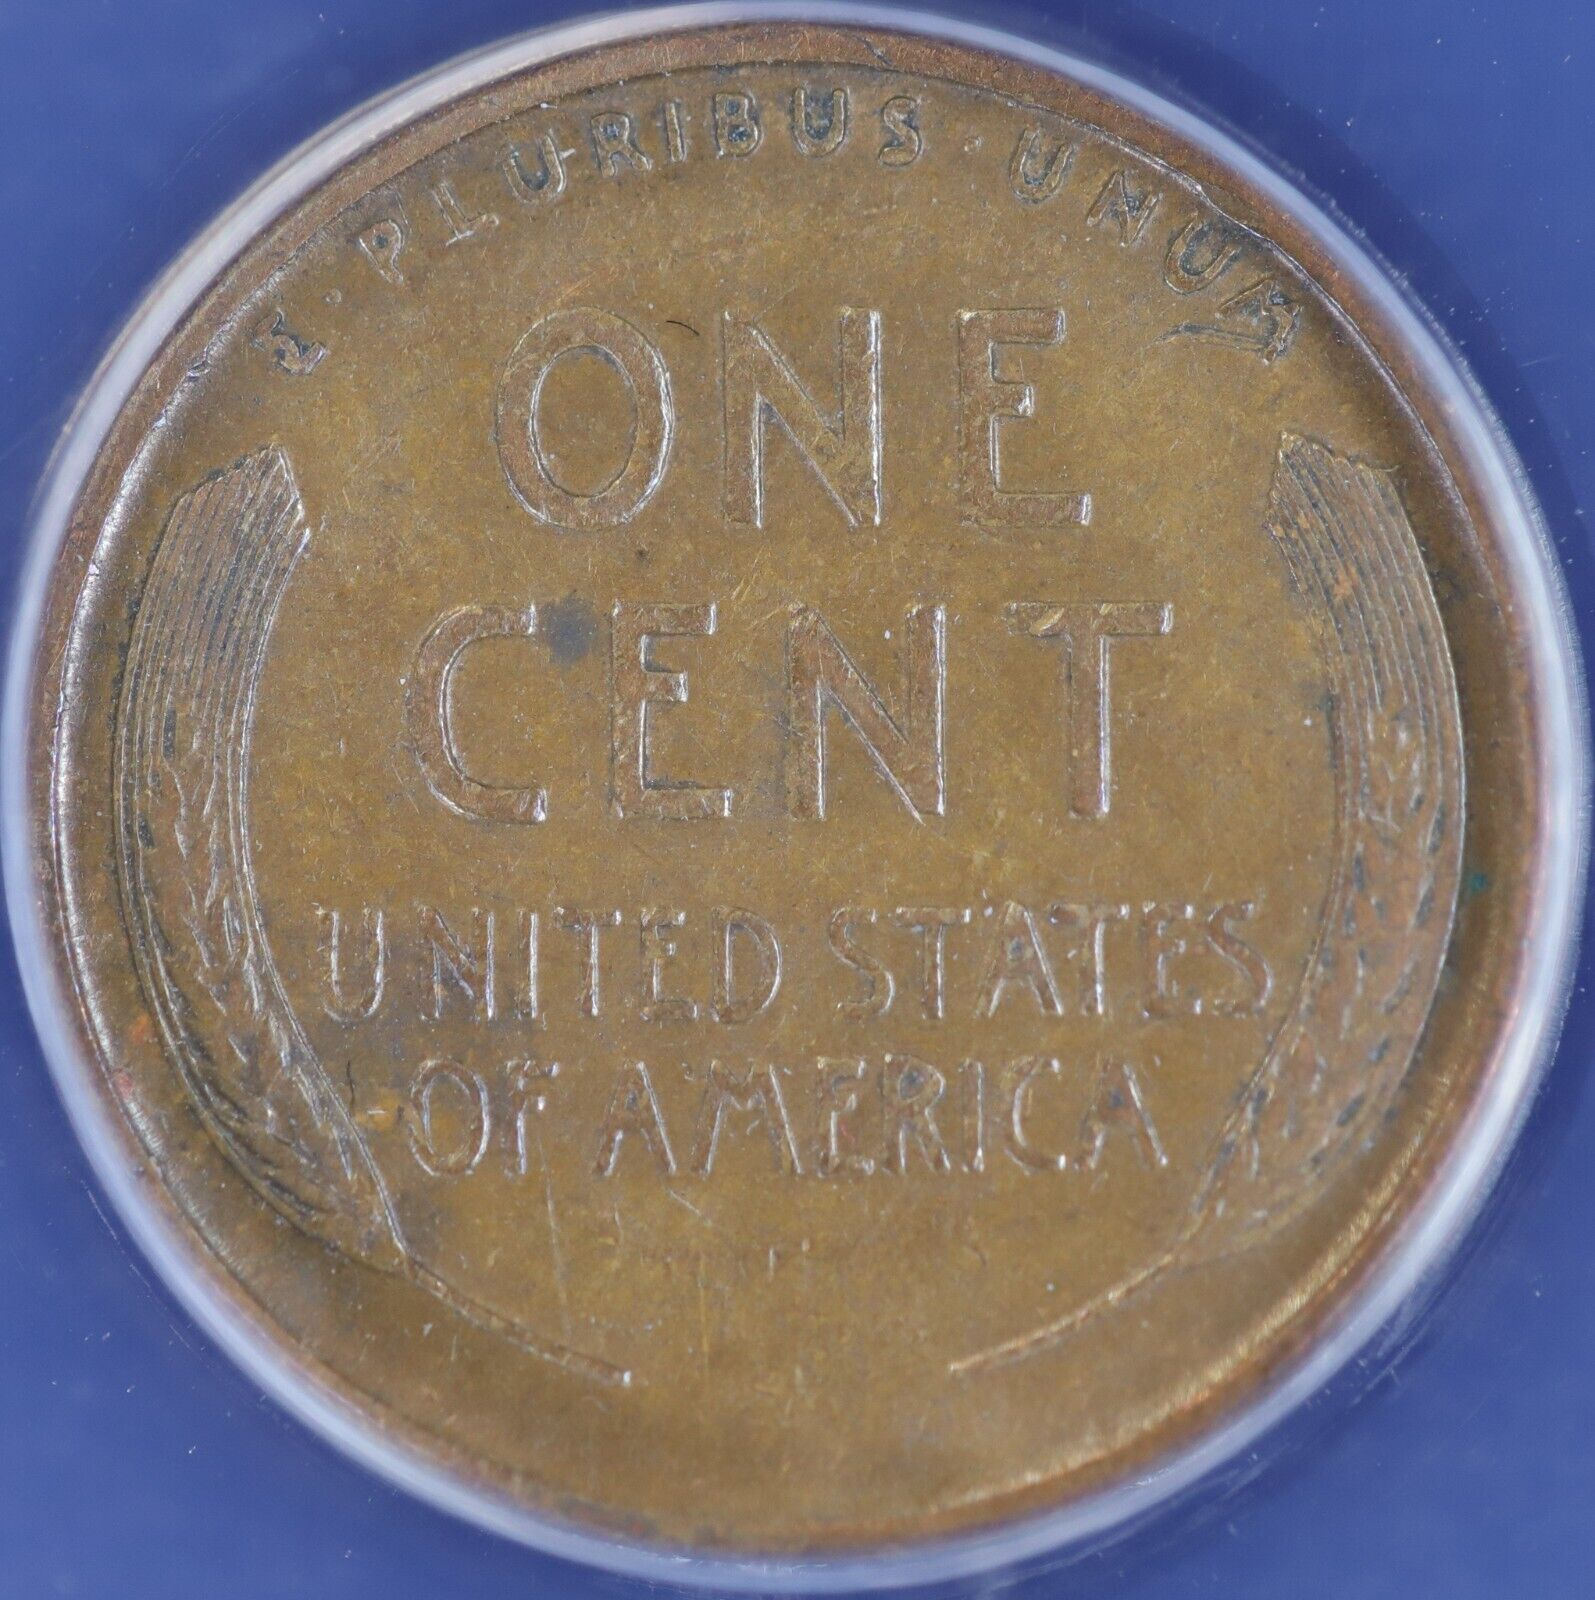 E · PLURIBUS · UNUM
ONE
CENT
UNITED STATES
OF AMERICA